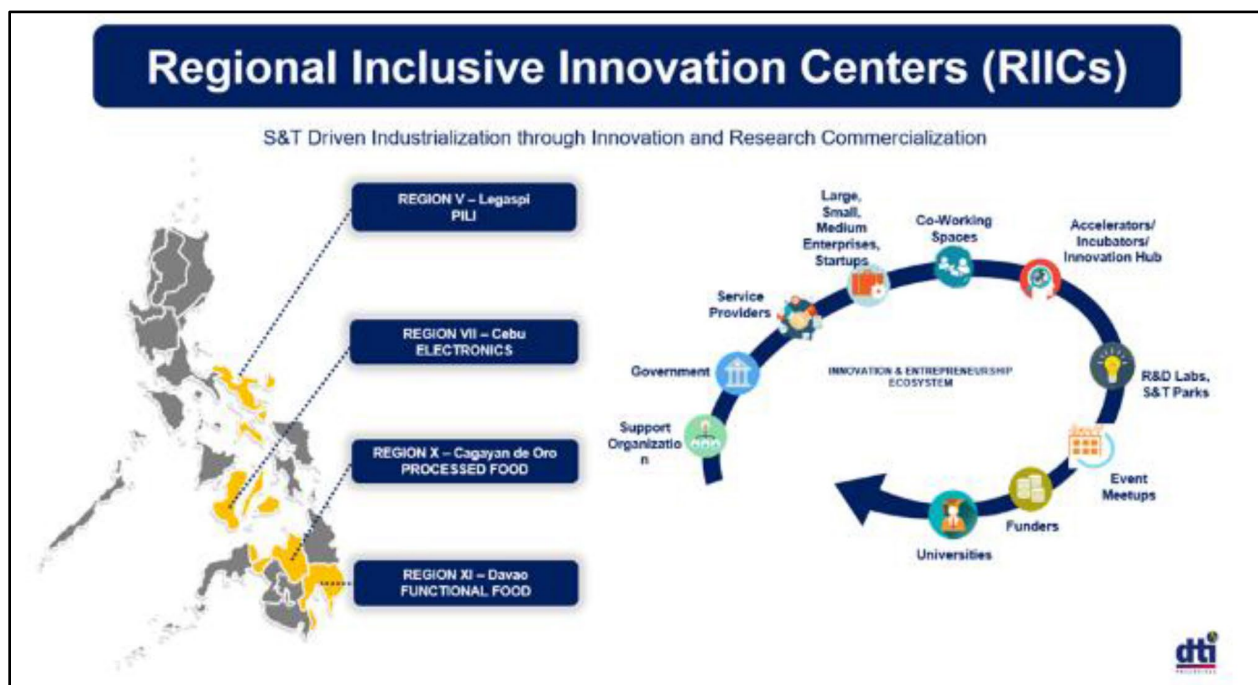 Regional Inclusive Innovation Centers (RIICs)
S&T Driven Industrialization through Innovation and Research Commercialization
REGION V – Legaspi
PILI
REGION VII – Cebu
ELECTRONICS
REGION X – Cagayan de Oro
PROCESSED FOOD
REGION XI – Davao
FUNCTIONAL FOOD
Support
Organizatio
n
Government
Service
Providers
Large,
Small,
Medium
Enterprises,
Startups
Co-Working
Spaces
Accelerators/
Incubators/
Innovation Hub
R&D Labs,
S&T Parks
Event
Meetups
Funders
Universities
INNOVATION & ENTREPRENEURSHIP
ECOSYSTEM
dti
PHILIPPINES